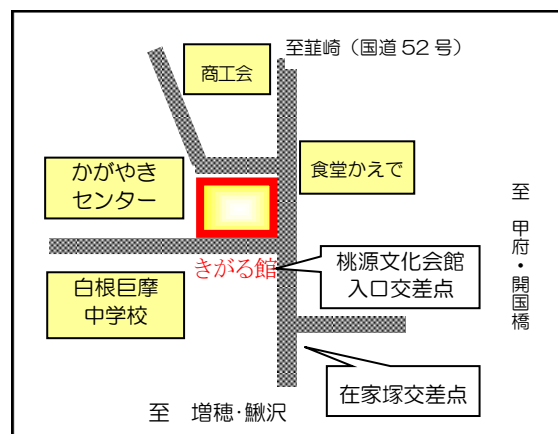 至韮崎（国道52号）
商工会
かがやき
センター
食堂かえで
至 甲府・開国橋
きがる館
桃源文化会館
入口交差点
白根巨摩
中学校
在家塚交差点
至 増穂・鰍沢